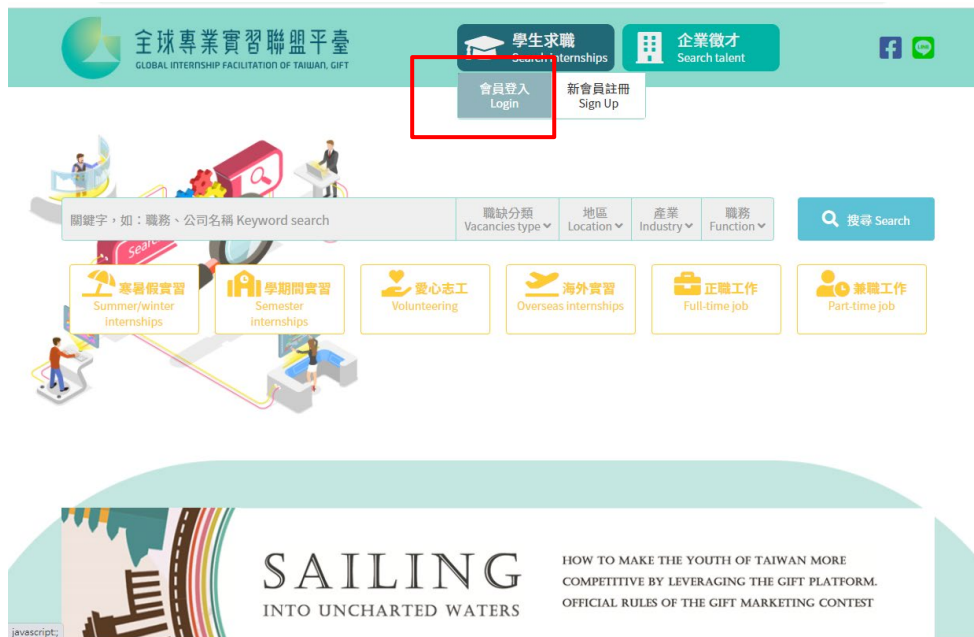 全球專業實習聯盟平臺
GLOBAL INTERNSHIP FACILITATION OF TAIWAN, GIFT
學生求職
Search Internships
企業徵才
Search talent
LINE
會員登入
Login
新會員註冊
Sign Up
關鍵字，如：職務、公司名稱 Keyword search
職缺分類
Vacancies type
地區
Location
產業
Industry
職務
Function
搜尋 Search
Sear
寒暑假實習
Summer/winter
internships
學期間實習
Semester
internships
愛心志工
Volunteering
海外實習
Overseas internships
正職工作
Full-time job
兼職工作
Part-time job
SAILING
INTO UNCHARTED WATERS
HOW TO MAKE THE YOUTH OF TAIWAN MORE
COMPETITIVE BY LEVERAGING THE GIFT PLATFORM.
OFFICIAL RULES OF THE GIFT MARKETING CONTEST
javascript:;